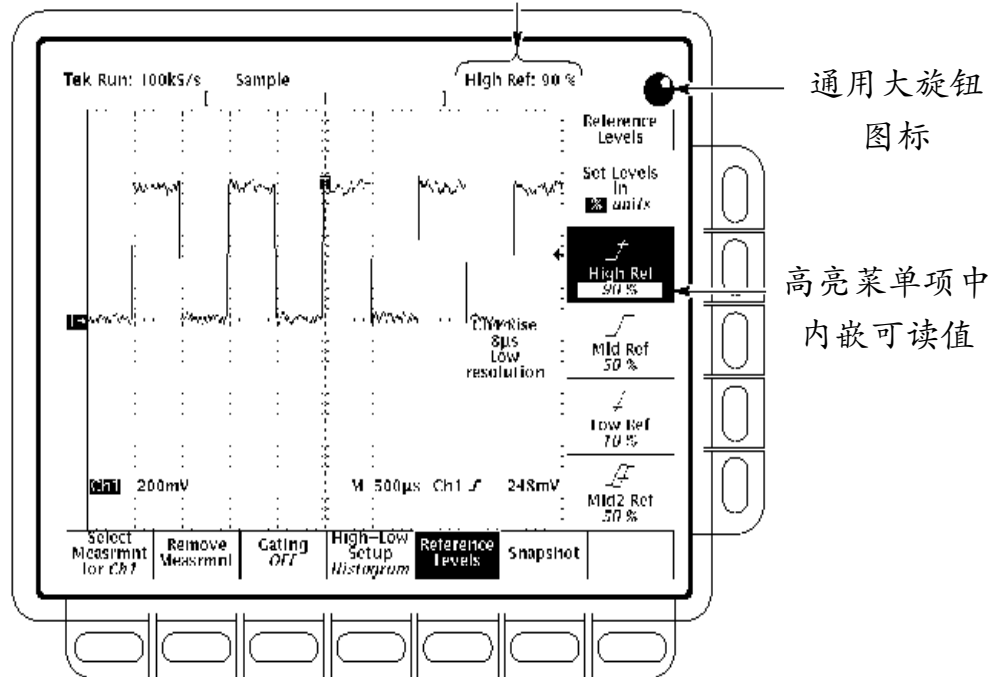 Tek Run: 100kS/s Sample
High Ref: 90 %
通用大旋钮
图标
Reference
Levels
Set Levels
in
% units
High Ref
90 %
高亮菜单项中
内嵌可读值
Mid Ref
50 %
Low Ref
10 %
Mid2 Ref
50 %
1
Rise
8µs
Low
resolution
Ch1 200mV M 500µs Ch1 248mV
Select
Measrmnt
for Ch1
Remove
Measrmnt
Gating
OFF
High–Low
Setup
Histogram
Reference
Levels
Snapshot